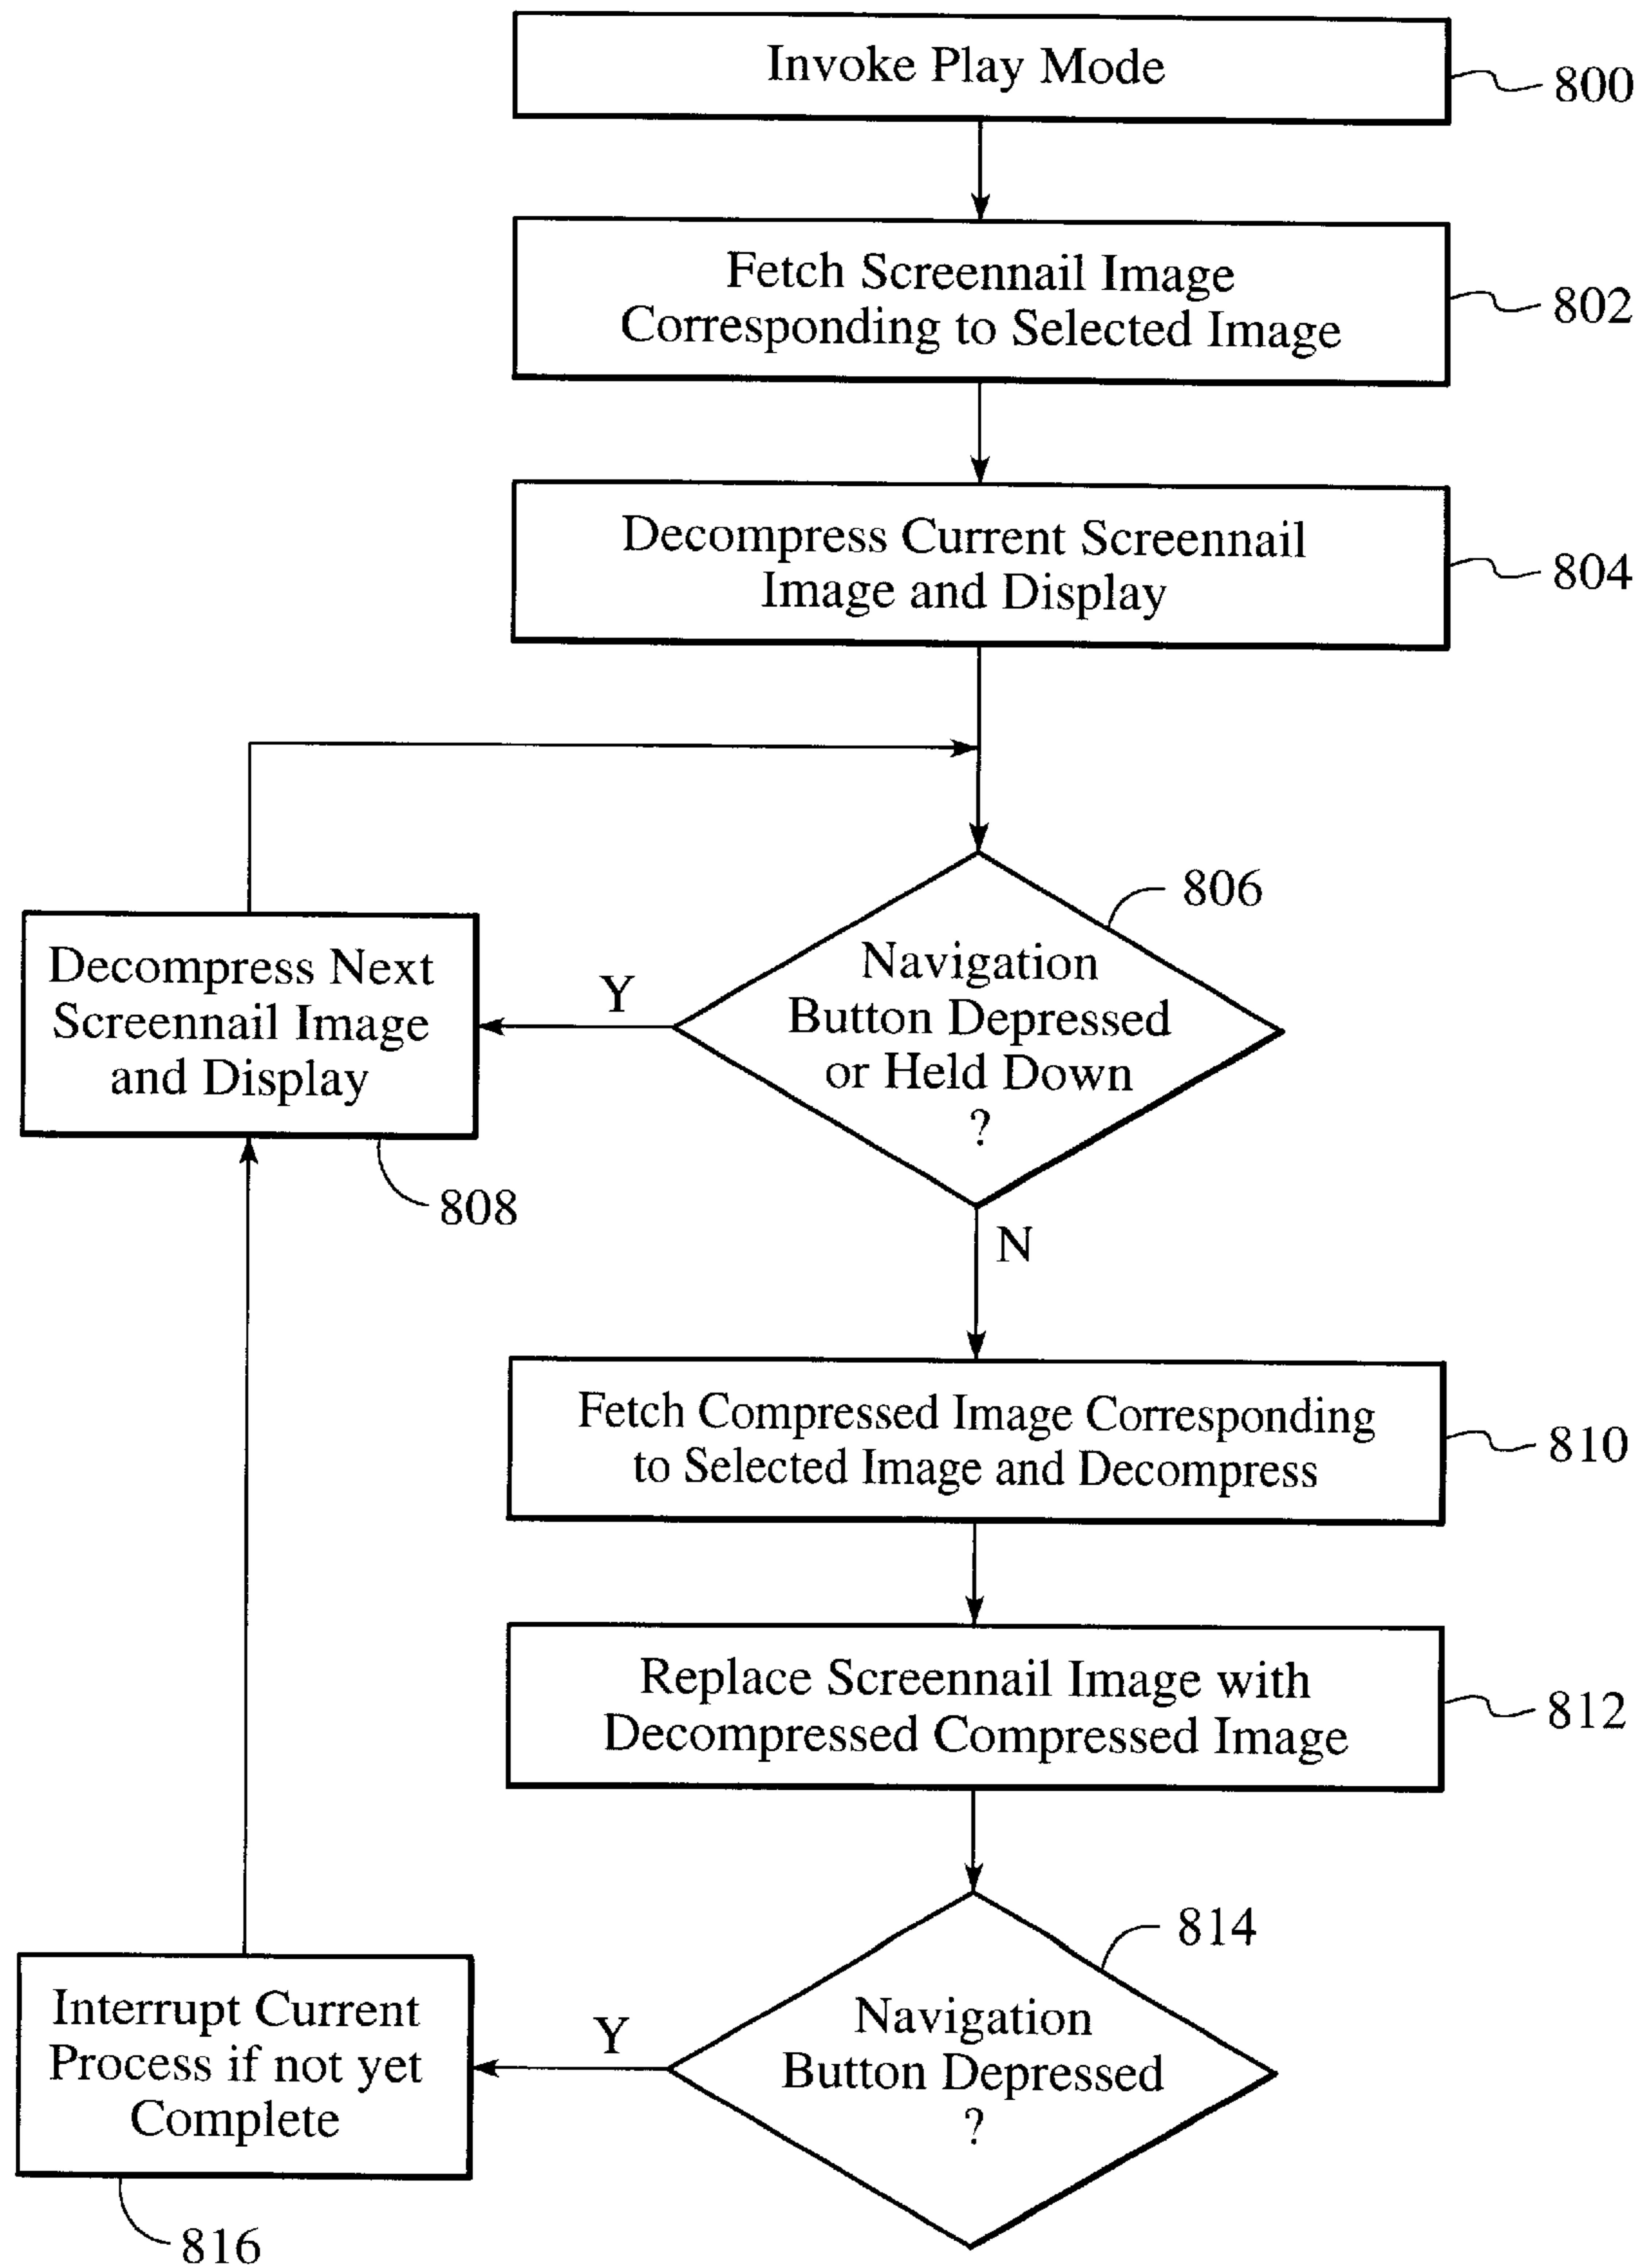 Invoke Play Mode
800
Fetch Screennail Image
Corresponding to Selected Image
802
Decompress Current Screennail
Image and Display
804
806
Navigation
Button Depressed
or Held Down
?
Y
Decompress Next
Screennail Image
and Display
808
N
Fetch Compressed Image Corresponding
to Selected Image and Decompress
810
Replace Screennail Image with
Decompressed Compressed Image
812
814
Navigation
Button Depressed
?
Y
Interrupt Current
Process if not yet
Complete
816